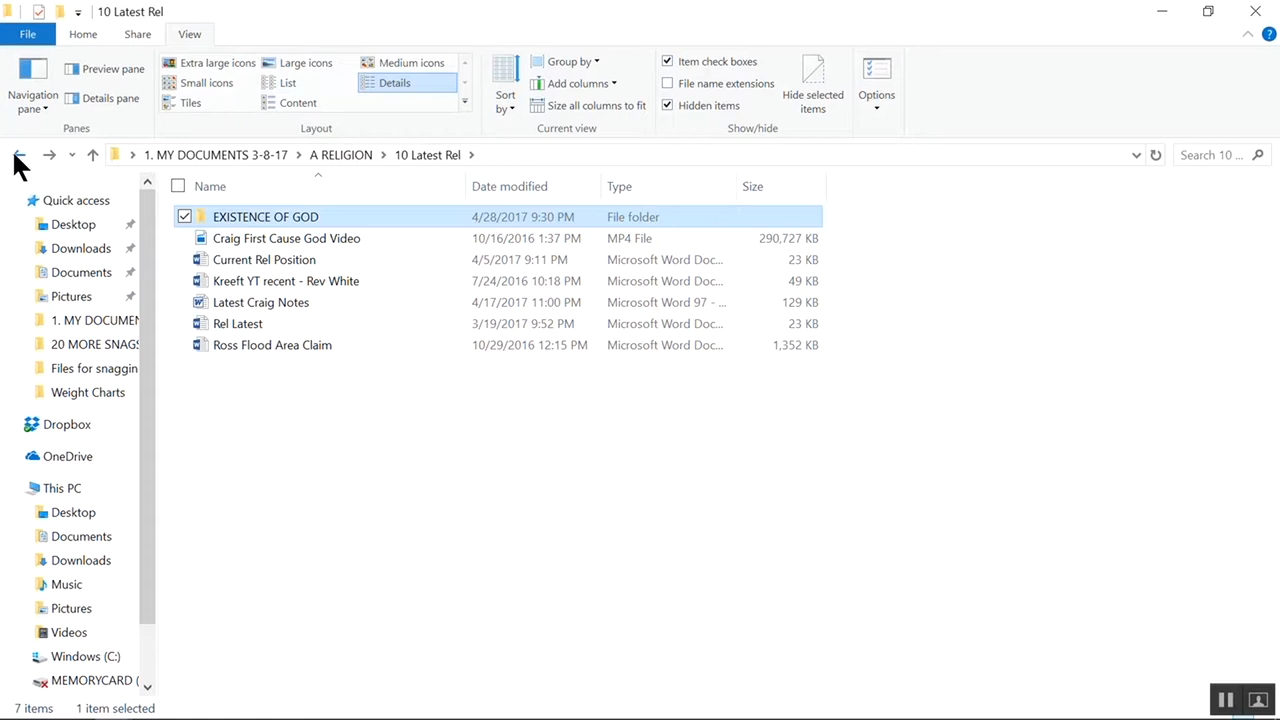 10 Latest Rel
File Home Share View
Navigation pane
Preview pane
Details pane
Panes
Extra large icons Large icons Medium icons
Small icons List Details
Tiles Content
Layout
Sort by
Group by
Add columns
Size all columns to fit
Current view
Item check boxes
File name extensions
Hidden items
Hide selected items
Show/hide
Options
1. MY DOCUMENTS 3-8-17 A RELIGION 10 Latest Rel
Search 10 ...
Quick access
Desktop
Downloads
Documents
Pictures
1. MY DOCUMEN
20 MORE SNAGS
Files for snaggin
Weight Charts
Dropbox
OneDrive
This PC
Desktop
Documents
Downloads
Music
Pictures
Videos
Windows (C:)
MEMORYCARD (
Name Date modified Type Size
EXISTENCE OF GOD 4/28/2017 9:30 PM File folder
Craig First Cause God Video 10/16/2016 1:37 PM MP4 File 290,727 KB
Current Rel Position 4/5/2017 9:11 PM Microsoft Word Doc... 23 KB
Kreeft YT recent - Rev White 7/24/2016 10:18 PM Microsoft Word Doc... 49 KB
Latest Craig Notes 4/17/2017 11:00 PM Microsoft Word 97 - ... 129 KB
Rel Latest 3/19/2017 9:52 PM Microsoft Word Doc... 23 KB
Ross Flood Area Claim 10/29/2016 12:15 PM Microsoft Word Doc... 1,352 KB
7 items 1 item selected